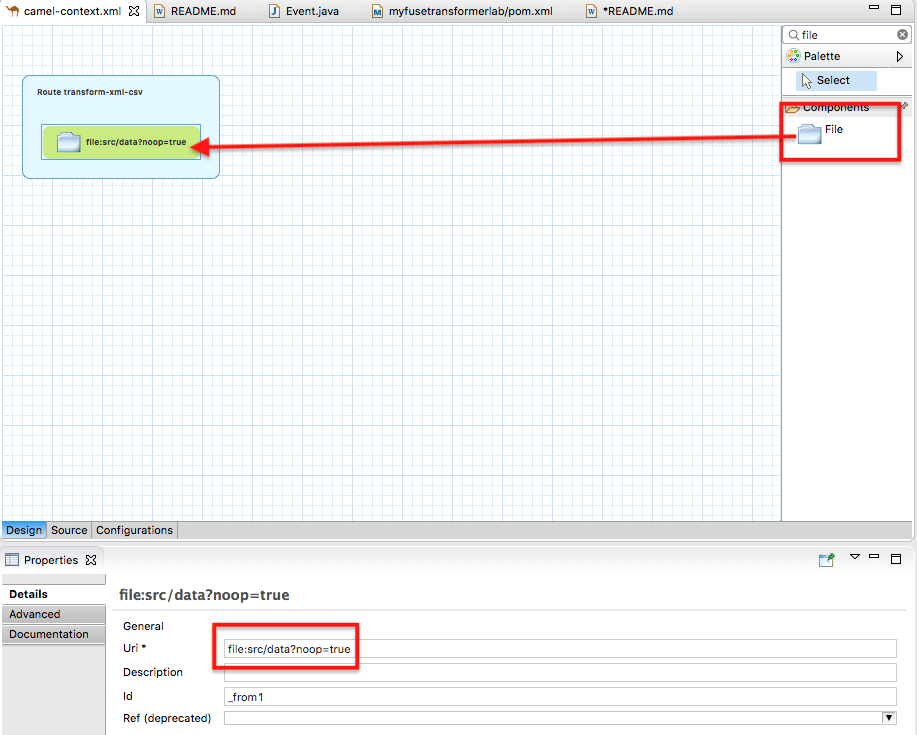 camel-context.xml README.md Event.java myfusetransformerlab/pom.xml *README.md
file
Palette
Select
Components
File
Route transform-xml-csv
file:src/data?noop=true
Design Source Configurations
Properties
Details
Advanced
Documentation
file:src/data?noop=true
General
Uri * file:src/data?noop=true
Description
Id _from1
Ref (deprecated)